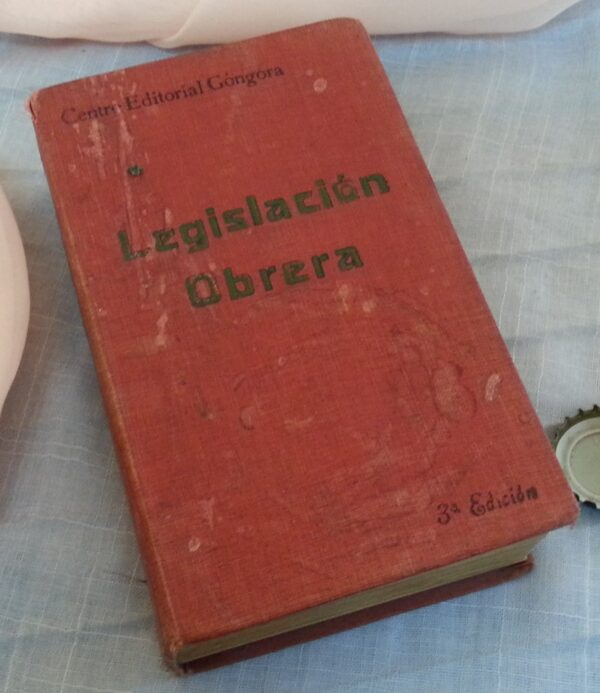 Centro Editorial Góngora
Legislación
Obrera
3ª Edición